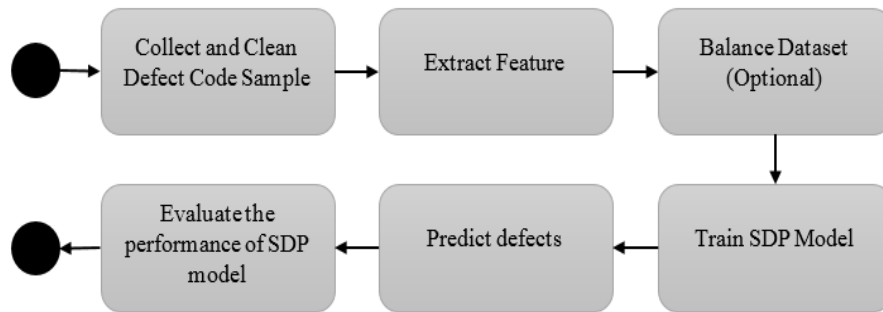 Collect and Clean
Defect Code Sample
Extract Feature
Balance Dataset
(Optional)
Train SDP Model
Predict defects
Evaluate the
performance of SDP
model